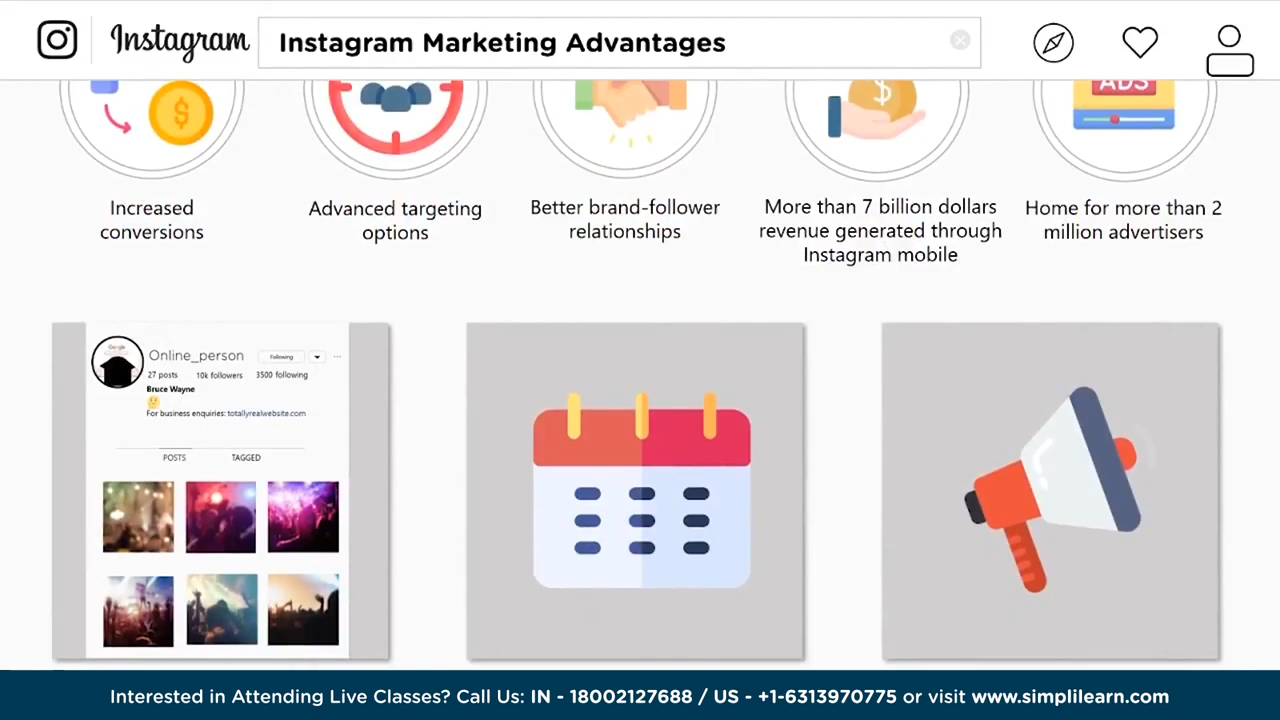 Instagram
Instagram Marketing Advantages
ADS
Increased
conversions
Advanced targeting
options
Better brand-follower
relationships
More than 7 billion dollars
revenue generated through
Instagram mobile
Home for more than 2
million advertisers
Online_person
Following
27 posts 10k followers 3500 following
Bruce Wayne
For business enquiries: totallyrealwebsite.com
POSTS TAGGED
Interested in Attending Live Classes? Call Us: IN - 18002127688 / US - +1-6313970775 or visit www.simplilearn.com